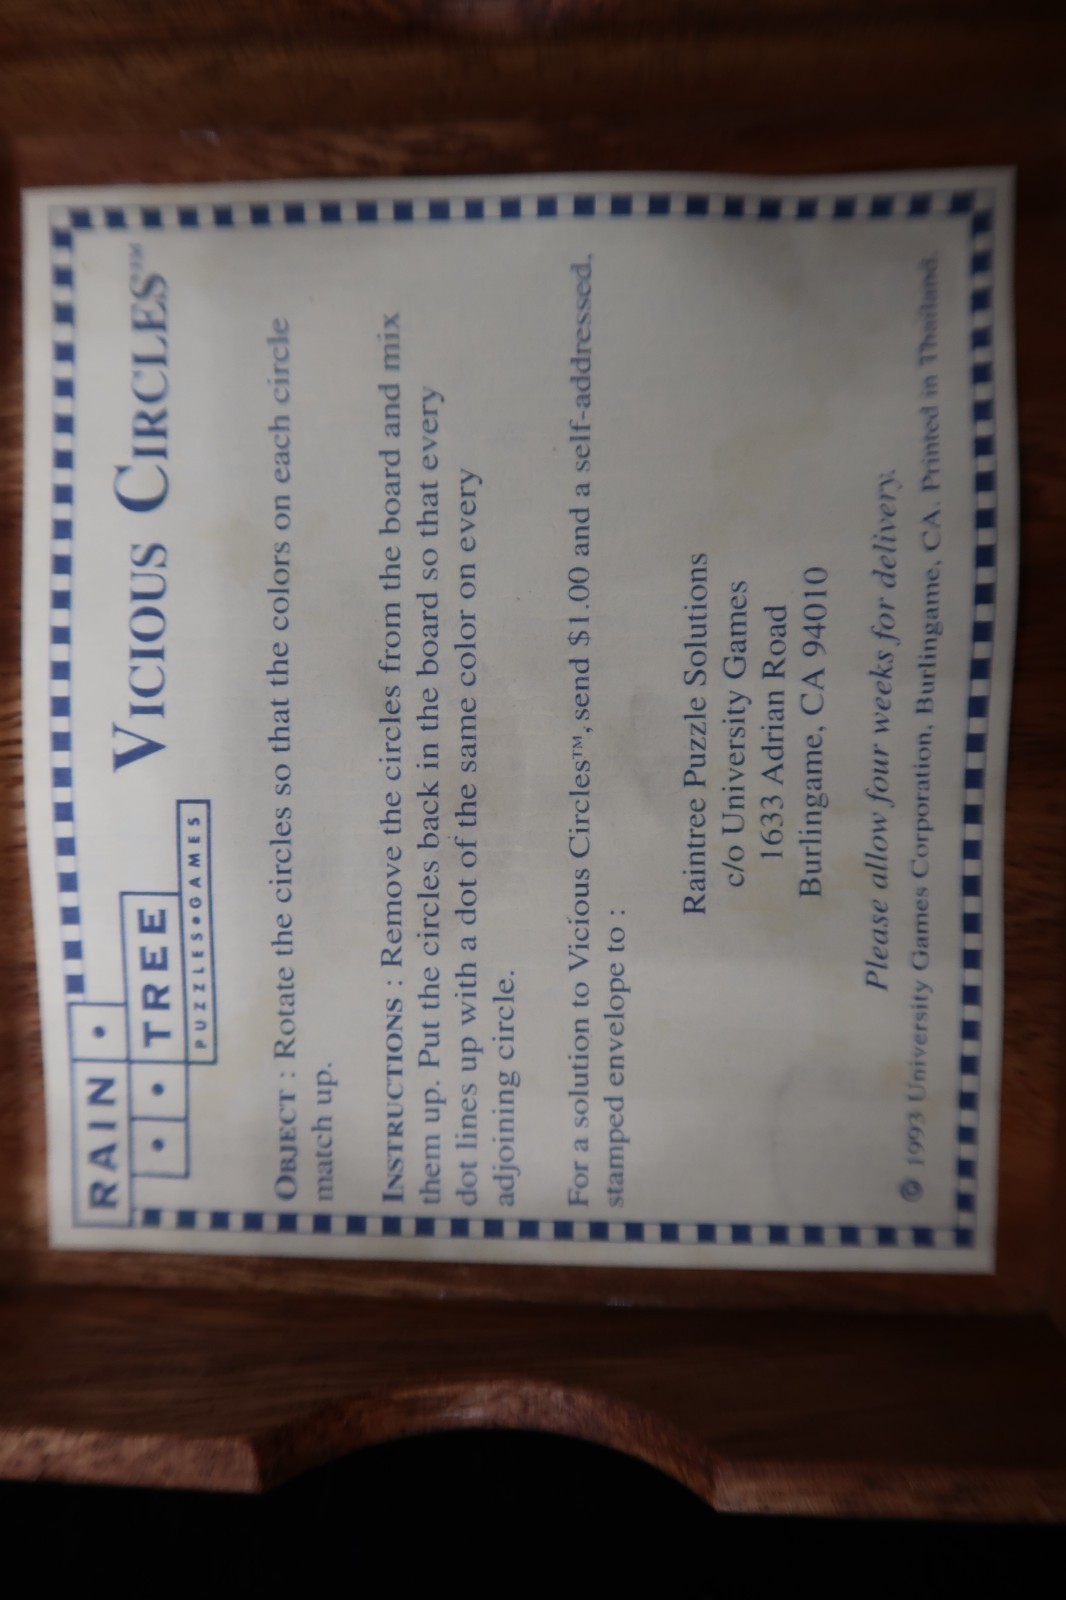 RAIN •
• • TREE
PUZZLES•GAMES
VICIOUS CIRCLES™
OBJECT : Rotate the circles so that the colors on each circle
match up.
INSTRUCTIONS : Remove the circles from the board and mix
them up. Put the circles back in the board so that every
dot lines up with a dot of the same color on every
adjoining circle.
For a solution to Vicious Circles™, send $1.00 and a self-addressed,
stamped envelope to :
Raintree Puzzle Solutions
c/o University Games
1633 Adrian Road
Burlingame, CA 94010
Please allow four weeks for delivery.
© 1993 University Games Corporation, Burlingame, CA. Printed in Thailand.